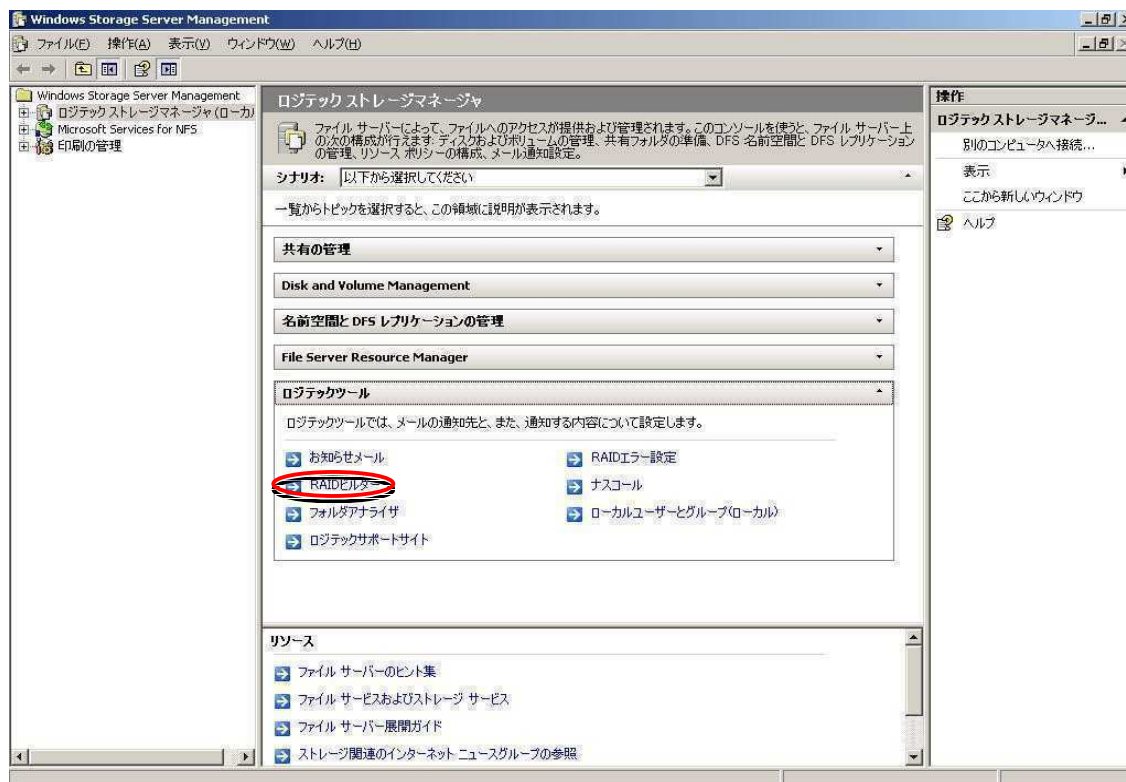 Windows Storage Server Management
ファイル(F) 操作(A) 表示(V) ウィンドウ(W) ヘルプ(H)
Windows Storage Server Management
ロジテック ストレージマネージャ (ローカ
Microsoft Services for NFS
印刷の管理
ロジテック ストレージマネージャ
ファイル サーバーによって、ファイルへのアクセスが提供および管理されます。このコンソールを使うと、ファイル サーバー上
の次の構成が行えます: ディスクおよびボリュームの管理、共有フォルダの準備、DFS 名前空間と DFS レプリケーション
の管理、リソース ポリシーの構成、メール通知設定。
シナリオ: 以下から選択してください
一覧からトピックを選択すると、この領域に説明が表示されます。
共有の管理
Disk and Volume Management
名前空間と DFS レプリケーションの管理
File Server Resource Manager
ロジテックツール
ロジテックツールでは、メールの通知先と、また、通知する内容について設定します。
お知らせメール RAIDエラー設定
RAIDビルダー ナスコール
フォルダアナライザ ローカルユーザーとグループ(ローカル)
ロジテックサポートサイト
リソース
ファイル サーバーのヒント集
ファイル サービスおよびストレージ サービス
ファイル サーバー展開ガイド
ストレージ関連のインターネット ニュースグループの参照
操作
ロジテック ストレージマネージ...
別のコンピュータへ接続...
表示
ここから新しいウィンドウ
ヘルプ